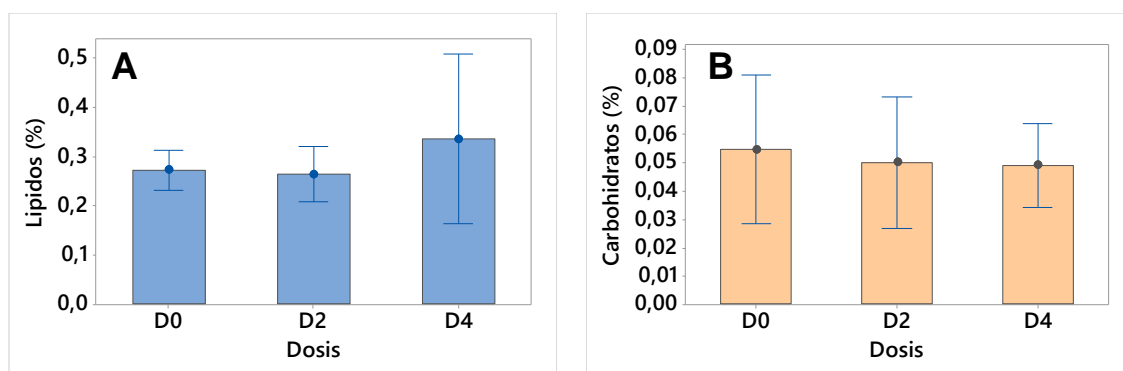 A
Lipidos (%)
0,5
0,4
0,3
0,2
0,1
0,0
D0 D2 D4
Dosis
B
Carbohidratos (%)
0,09
0,08
0,07
0,06
0,05
0,04
0,03
0,02
0,01
0,00
D0 D2 D4
Dosis